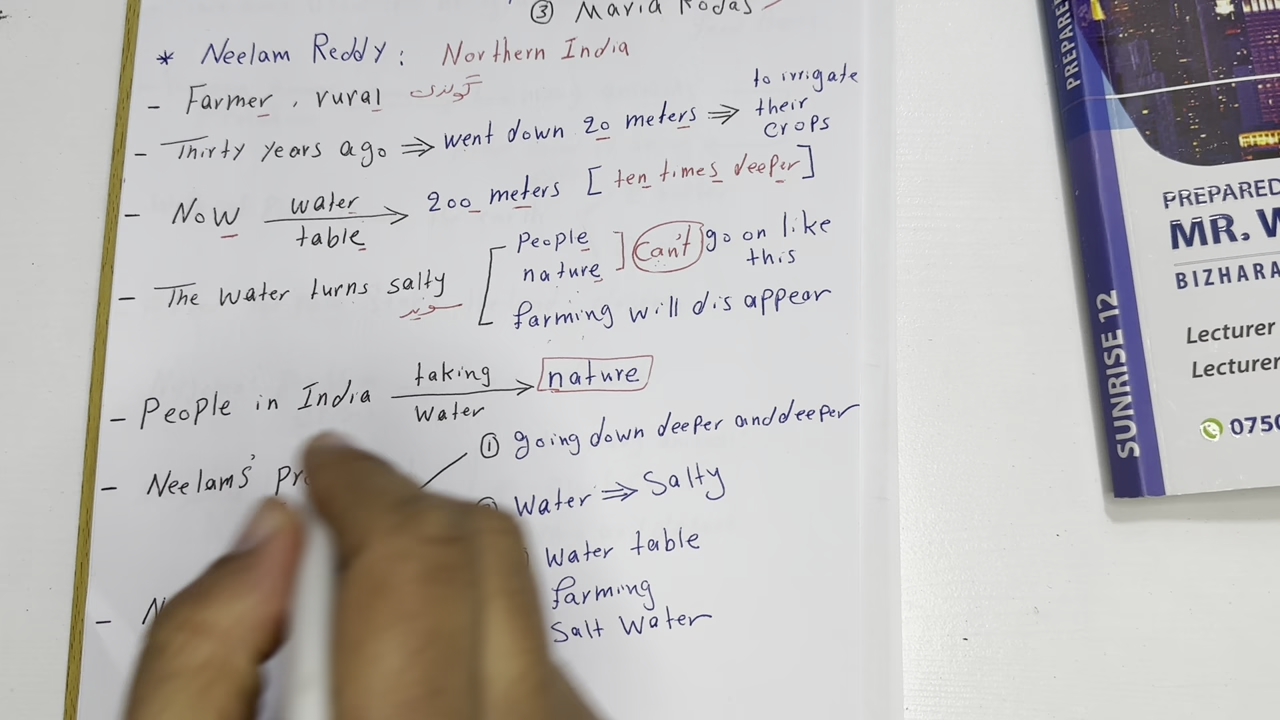 ③ Maria Rodas
* Neelam Reddy: Northern India
- Farmer, rural گوندی
- Thirty years ago ⇒ went down 20 meters ⇒ to irrigate their crops
- Now water table → 200 meters [ten times deeper]
- The water turns salty سوێر
[People nature] can't go on like this
farming will disappear
- People in India taking water → nature
- Neelams' pr
① going down deeper and deeper
Water ⇒ Salty
water table
farming
Salt water
- N
PREPARED
PREPARED
MR. W
BIZHARA
Lecturer
Lecturer
0750
SUNRISE 12